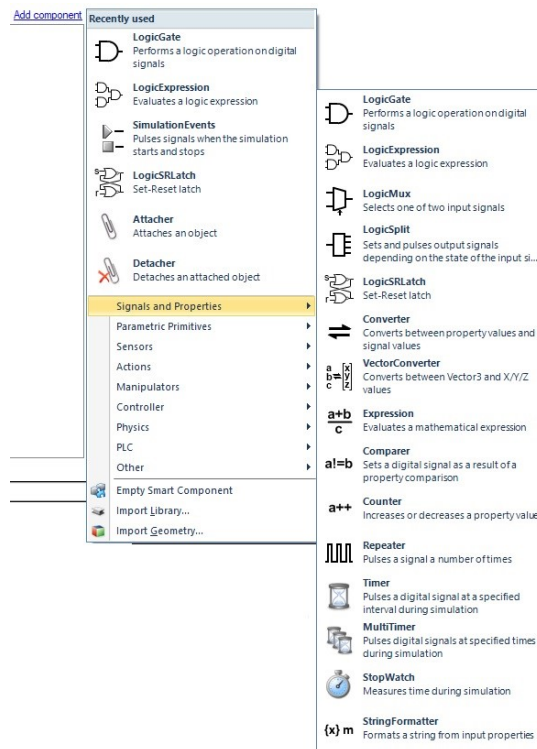 Add component
Recently used
LogicGate
Performs a logic operation on digital
signals
LogicExpression
Evaluates a logic expression
SimulationEvents
Pulses signals when the simulation
starts and stops
LogicSRLatch
Set-Reset latch
Attacher
Attaches an object
Detacher
Detaches an attached object
Signals and Properties
Parametric Primitives
Sensors
Actions
Manipulators
Controller
Physics
PLC
Other
Empty Smart Component
Import Library...
Import Geometry...
LogicGate
Performs a logic operation on digital
signals
LogicExpression
Evaluates a logic expression
LogicMux
Selects one of two input signals
LogicSplit
Sets and pulses output signals
depending on the state of the input si...
LogicSRLatch
Set-Reset latch
Converter
Converts between property values and
signal values
VectorConverter
Converts between Vector3 and X/Y/Z
values
a+b
c
Expression
Evaluates a mathematical expression
a!=b
Comparer
Sets a digital signal as a result of a
property comparison
a++
Counter
Increases or decreases a property value
Repeater
Pulses a signal a number of times
Timer
Pulses a digital signal at a specified
interval during simulation
MultiTimer
Pulses digital signals at specified times
during simulation
StopWatch
Measures time during simulation
{x} m
StringFormatter
Formats a string from input properties